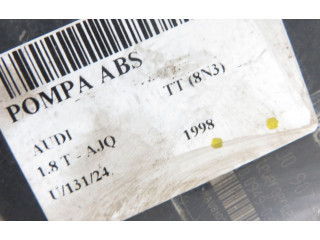 POMPA ABS
AUDI TT (8N3)
1.8 T - AJQ 1998
U/131/24